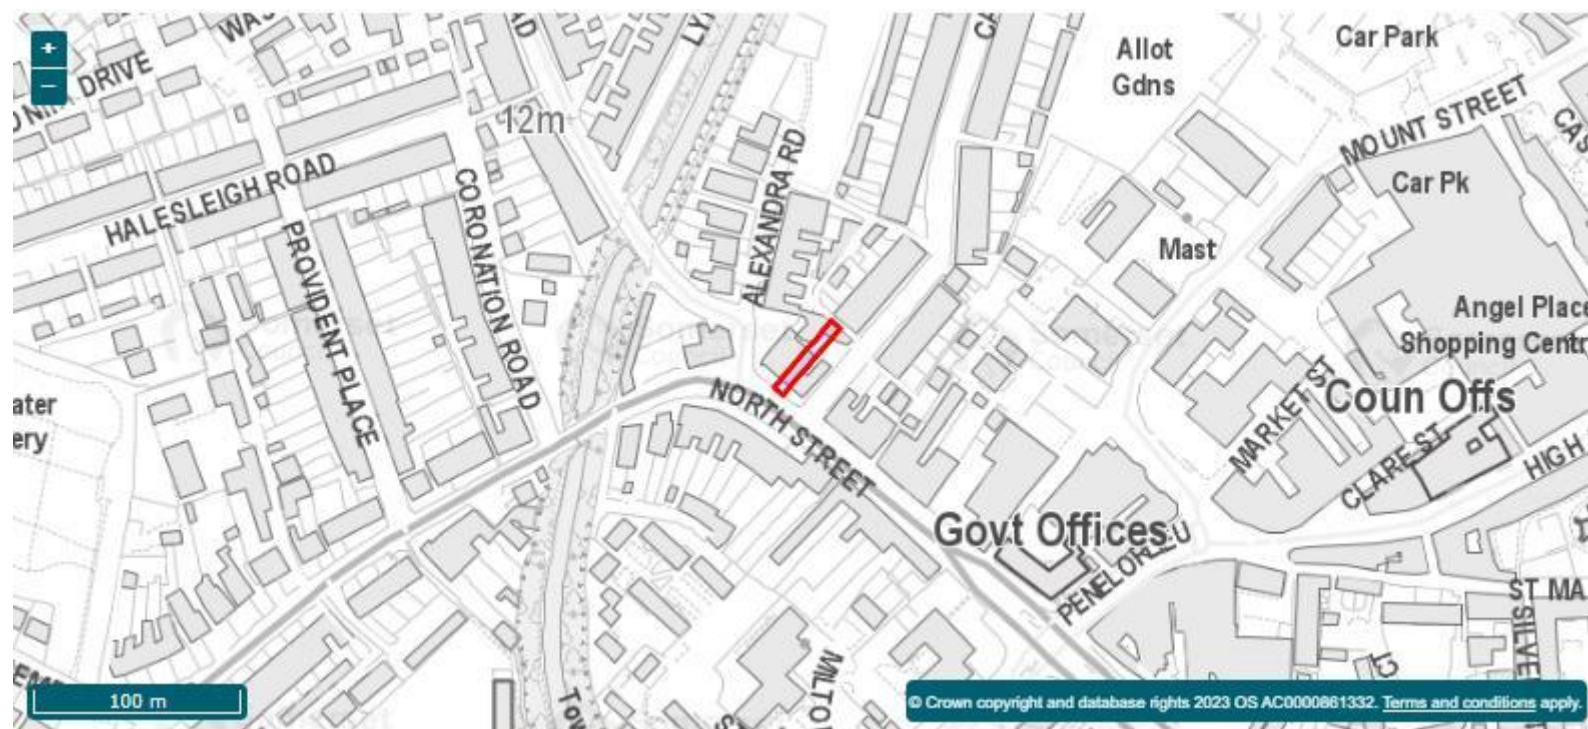 +
−
DRIVE
12m
Allot
Gdns
Car Park
MOUNT STREET
Car Pk
HALESLEIGH ROAD
CORONATION ROAD
ALEXANDRA RD
PROVIDENT PLACE
Mast
Angel Place
Shopping Centr
NORTH STREET
MARKET ST
Coun Offs
CLARE ST
HIGH
ater
ery
Govt Offices
ST MA
SILVE
MILTO
100 m
© Crown copyright and database rights 2023 OS AC0000861332. Terms and conditions apply.